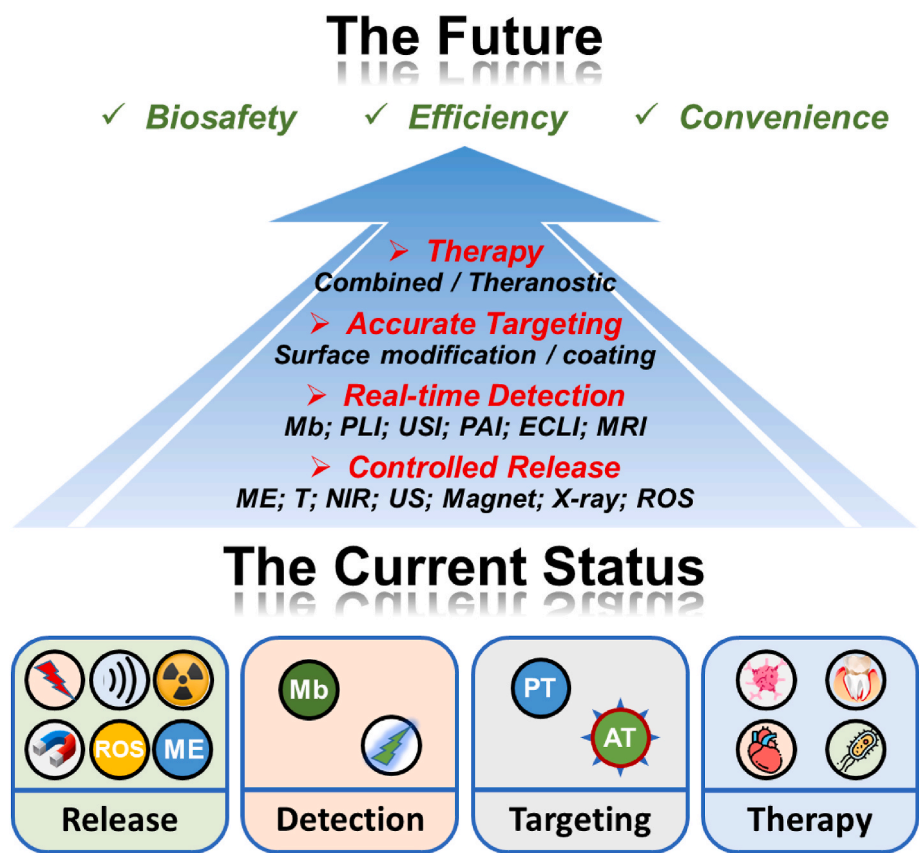 The Future
✓ Biosafety ✓ Efficiency ✓ Convenience
➢ Therapy
Combined / Theranostic
➢ Accurate Targeting
Surface modification / coating
➢ Real-time Detection
Mb; PLI; USI; PAI; ECLI; MRI
➢ Controlled Release
ME; T; NIR; US; Magnet; X-ray; ROS
The Current Status
ROS ME
Release
Mb
Detection
PT
AT
Targeting
Therapy